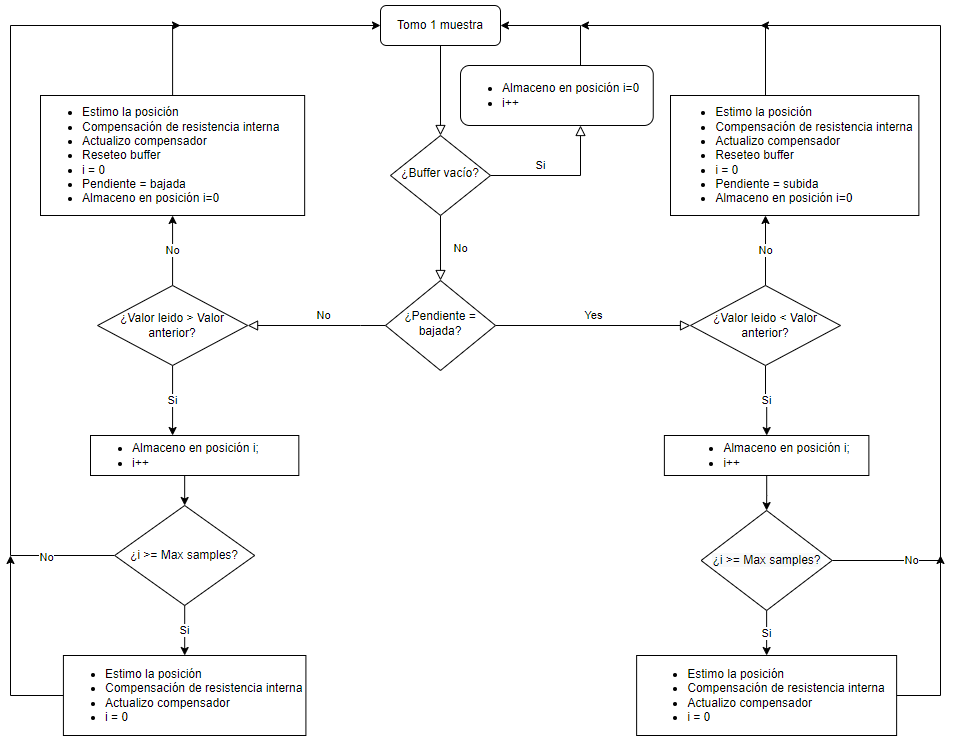 Tomo 1 muestra
Almaceno en posición i=0
i++
¿Buffer vacío?
Si
No
¿Pendiente =
bajada?
No
Yes
Estimo la posición
Compensación de resistencia interna
Actualizo compensador
Reseteo buffer
i = 0
Pendiente = bajada
Almaceno en posición i=0
No
¿Valor leido > Valor
anterior?
Si
Almaceno en posición i;
i++
¿i >= Max samples?
No
Si
Estimo la posición
Compensación de resistencia interna
Actualizo compensador
i = 0
Estimo la posición
Compensación de resistencia interna
Actualizo compensador
Reseteo buffer
i = 0
Pendiente = subida
Almaceno en posición i=0
No
¿Valor leido < Valor
anterior?
Si
Almaceno en posición i;
i++
¿i >= Max samples?
No
Si
Estimo la posición
Compensación de resistencia interna
Actualizo compensador
i = 0